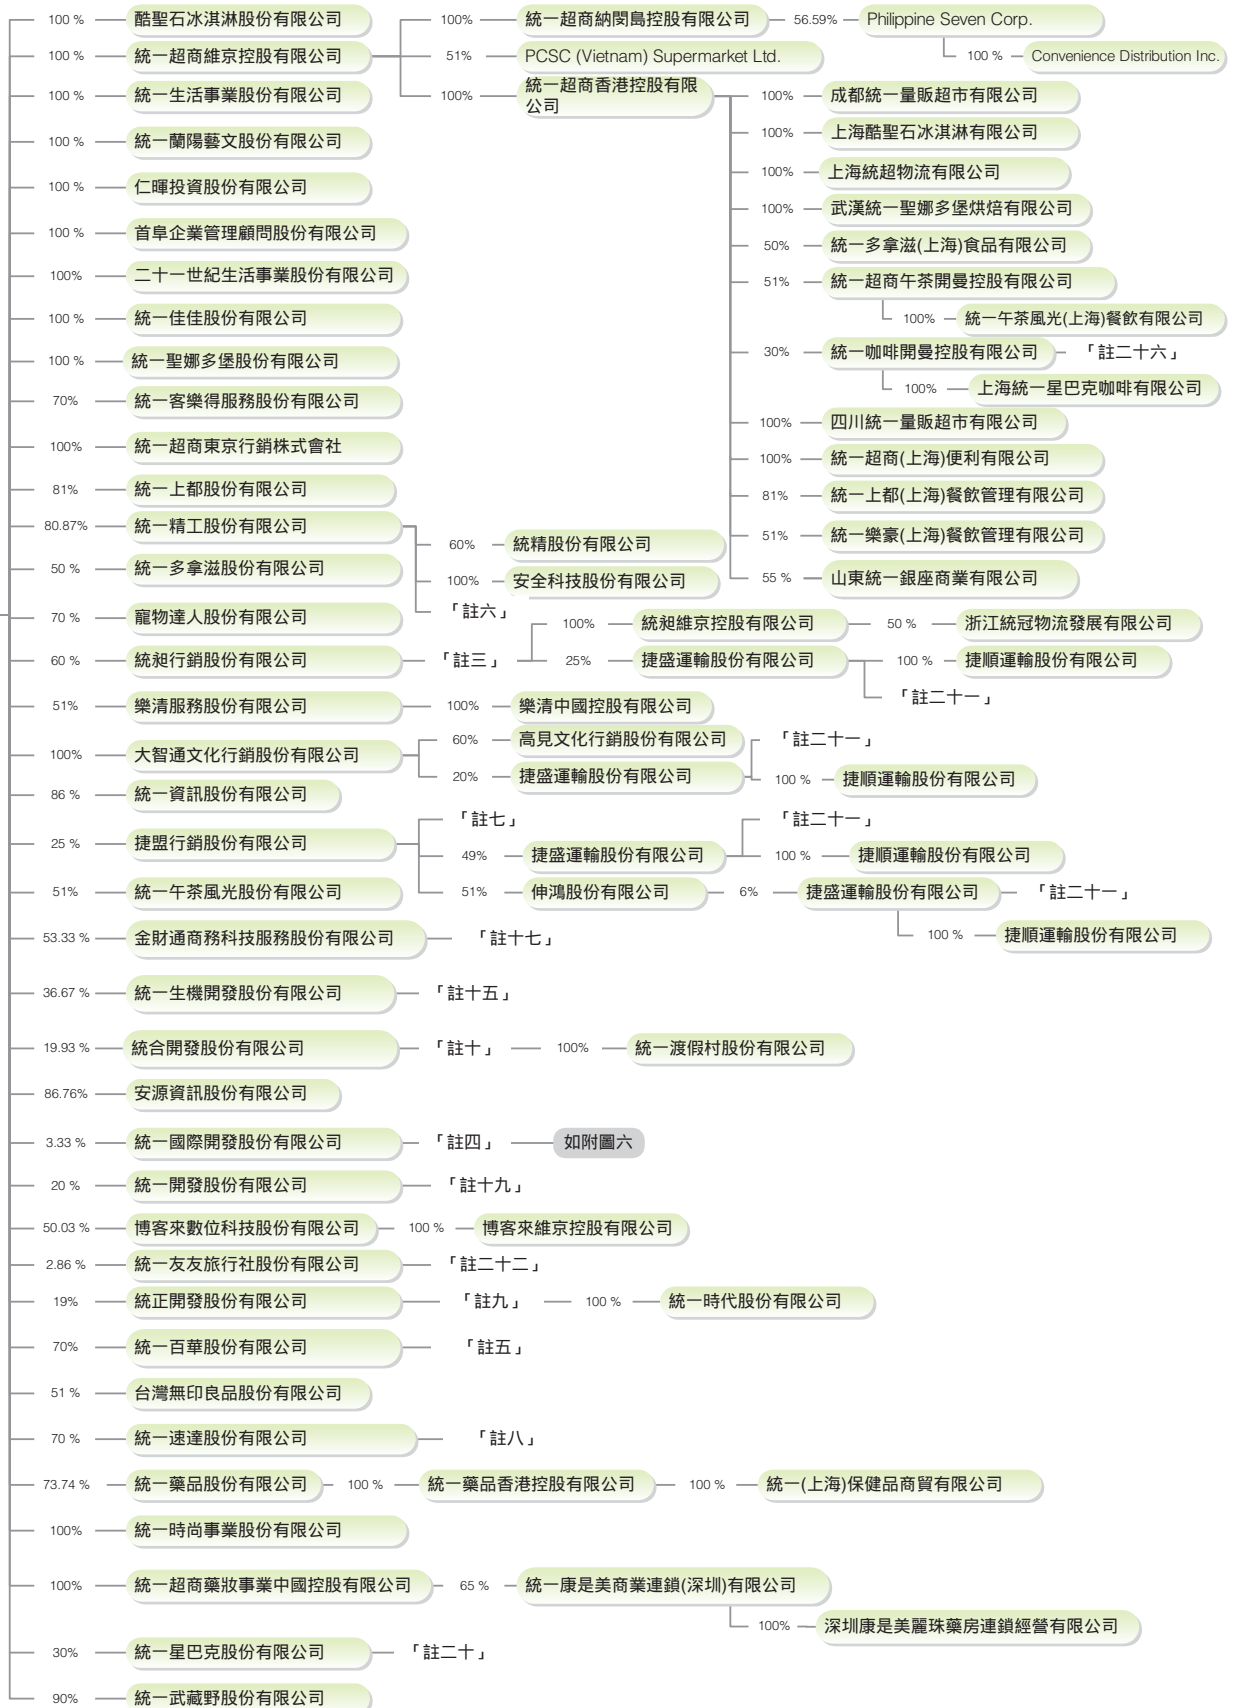 100 % 酷聖石冰淇淋股份有限公司 100% 統一超商納閩島控股有限公司 56.59% Philippine Seven Corp.
100 % 統一超商維京控股有限公司 51% PCSC (Vietnam) Supermarket Ltd. 100 % Convenience Distribution Inc.
100 % 統一生活事業股份有限公司 100% 統一超商香港控股有限
公司
100% 成都統一量販超市有限公司
100% 上海酷聖石冰淇淋有限公司
100 % 統一蘭陽藝文股份有限公司
100% 上海統超物流有限公司
100 % 仁暉投資股份有限公司
100% 武漢統一聖娜多堡烘焙有限公司
100 % 首阜企業管理顧問股份有限公司
50% 統一多拿滋(上海)食品有限公司
100% 二十一世紀生活事業股份有限公司
51% 統一超商午茶開曼控股有限公司
100 % 統一佳佳股份有限公司
100% 統一午茶風光(上海)餐飲有限公司
100 % 統一聖娜多堡股份有限公司
30% 統一咖啡開曼控股有限公司 「註二十六」
100% 上海統一星巴克咖啡有限公司
70% 統一客樂得服務股份有限公司
100% 四川統一量販超市有限公司
100% 統一超商東京行銷株式會社
100% 統一超商(上海)便利有限公司
81% 統一上都股份有限公司
81% 統一上都(上海)餐飲管理有限公司
80.87% 統一精工股份有限公司
51% 統一樂豪(上海)餐飲管理有限公司
60% 統精股份有限公司
50 % 統一多拿滋股份有限公司
100% 安全科技股份有限公司
55 % 山東統一銀座商業有限公司
「註六」
70 % 寵物達人股份有限公司
100% 統昶維京控股有限公司 50 % 浙江統冠物流發展有限公司
60 % 統昶行銷股份有限公司 「註三」 25% 捷盛運輸股份有限公司 100 % 捷順運輸股份有限公司
「註二十一」
51% 樂清服務股份有限公司 100% 樂清中國控股有限公司
100% 大智通文化行銷股份有限公司
60% 高見文化行銷股份有限公司 「註二十一」
20% 捷盛運輸股份有限公司 100 % 捷順運輸股份有限公司
86 % 統一資訊股份有限公司
「註七」 「註二十一」
25 % 捷盟行銷股份有限公司
49% 捷盛運輸股份有限公司 100 % 捷順運輸股份有限公司
51% 統一午茶風光股份有限公司 51% 伸鴻股份有限公司 6% 捷盛運輸股份有限公司 「註二十一」
53.33 % 金財通商務科技服務股份有限公司 「註十七」 100 % 捷順運輸股份有限公司
36.67 % 統一生機開發股份有限公司 「註十五」
19.93 % 統合開發股份有限公司 「註十」 100% 統一渡假村股份有限公司
86.76% 安源資訊股份有限公司
3.33 % 統一國際開發股份有限公司 「註四」 如附圖六
20 % 統一開發股份有限公司 「註十九」
50.03 % 博客來數位科技股份有限公司 100 % 博客來維京控股有限公司
2.86 % 統一友友旅行社股份有限公司 「註二十二」
19% 統正開發股份有限公司 「註九」 100 % 統一時代股份有限公司
70% 統一百華股份有限公司 「註五」
51 % 台灣無印良品股份有限公司
70 % 統一速達股份有限公司 「註八」
73.74 % 統一藥品股份有限公司 100 % 統一藥品香港控股有限公司 100 % 統一(上海)保健品商貿有限公司
100% 統一時尚事業股份有限公司
100% 統一超商藥妝事業中國控股有限公司 65 % 統一康是美商業連鎖(深圳)有限公司
100% 深圳康是美麗珠藥房連鎖經營有限公司
30% 統一星巴克股份有限公司 「註二十」
90% 統一武藏野股份有限公司